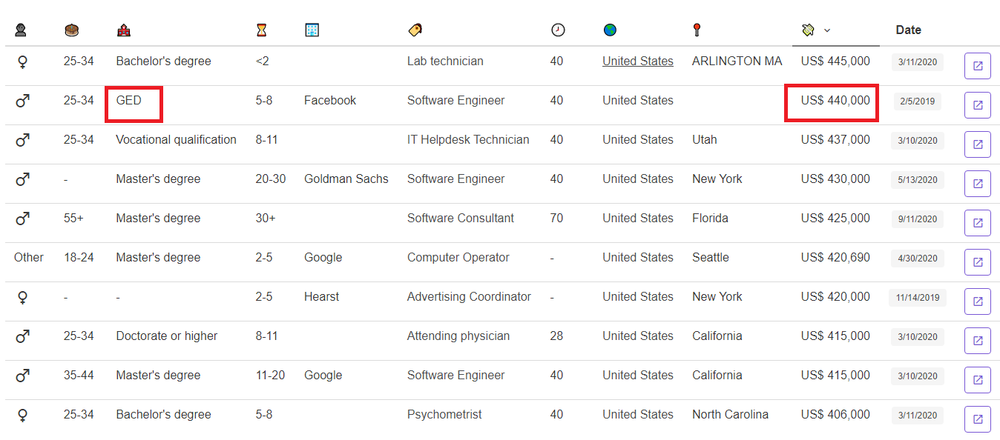 Date
25-34 Bachelor's degree <2 Lab technician 40 United States ARLINGTON MA US$ 445,000 3/11/2020
25-34 GED 5-8 Facebook Software Engineer 40 United States US$ 440,000 2/5/2019
25-34 Vocational qualification 8-11 IT Helpdesk Technician 40 United States Utah US$ 437,000 3/10/2020
- Master's degree 20-30 Goldman Sachs Software Engineer 40 United States New York US$ 430,000 5/13/2020
55+ Master's degree 30+ Software Consultant 70 United States Florida US$ 425,000 9/11/2020
Other 18-24 Master's degree 2-5 Google Computer Operator - United States Seattle US$ 420,690 4/30/2020
- - 2-5 Hearst Advertising Coordinator - United States New York US$ 420,000 11/14/2019
25-34 Doctorate or higher 8-11 Attending physician 28 United States California US$ 415,000 3/10/2020
35-44 Master's degree 11-20 Google Software Engineer 40 United States California US$ 415,000 3/10/2020
25-34 Bachelor's degree 5-8 Psychometrist 40 United States North Carolina US$ 406,000 3/11/2020